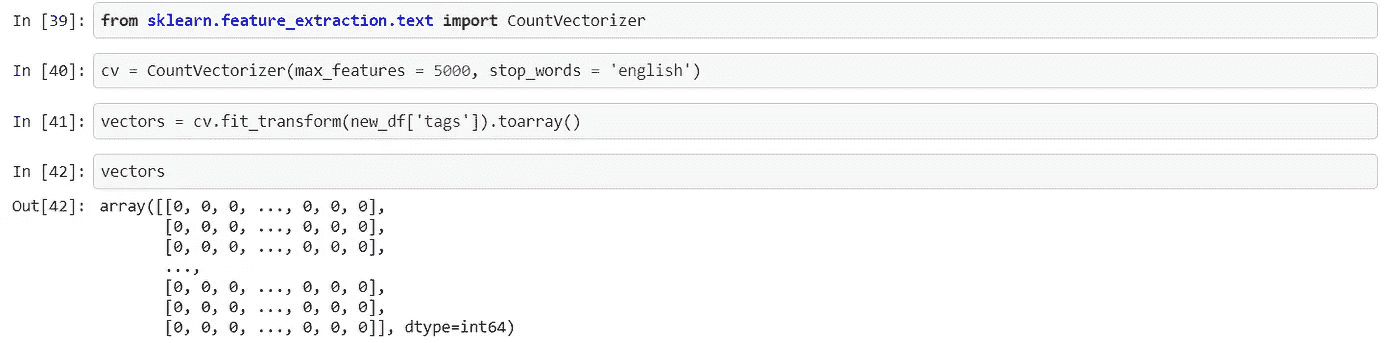 In [39]: from sklearn.feature_extraction.text import CountVectorizer
In [40]: cv = CountVectorizer(max_features = 5000, stop_words = 'english')
In [41]: vectors = cv.fit_transform(new_df['tags']).toarray()
In [42]: vectors
Out[42]: array([[0, 0, 0, ..., 0, 0, 0],
[0, 0, 0, ..., 0, 0, 0],
[0, 0, 0, ..., 0, 0, 0],
...,
[0, 0, 0, ..., 0, 0, 0],
[0, 0, 0, ..., 0, 0, 0],
[0, 0, 0, ..., 0, 0, 0]], dtype=int64)